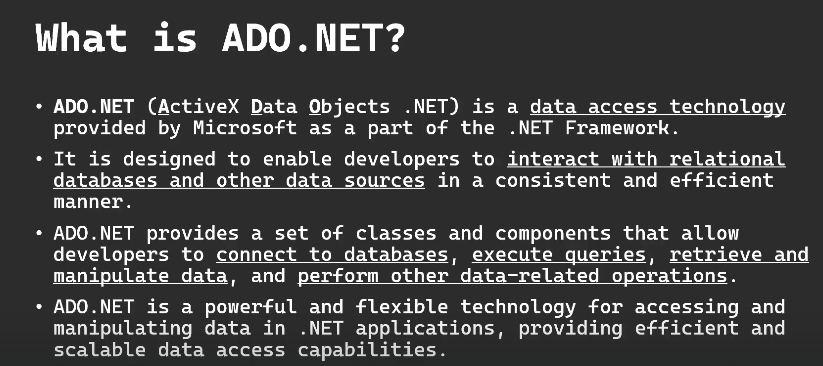 What is ADO.NET?
• ADO.NET (ActiveX Data Objects .NET) is a data access technology
provided by Microsoft as a part of the .NET Framework.
• It is designed to enable developers to interact with relational
databases and other data sources in a consistent and efficient
manner.
• ADO.NET provides a set of classes and components that allow
developers to connect to databases, execute queries, retrieve and
manipulate data, and perform other data-related operations.
• ADO.NET is a powerful and flexible technology for accessing and
manipulating data in .NET applications, providing efficient and
scalable data access capabilities.